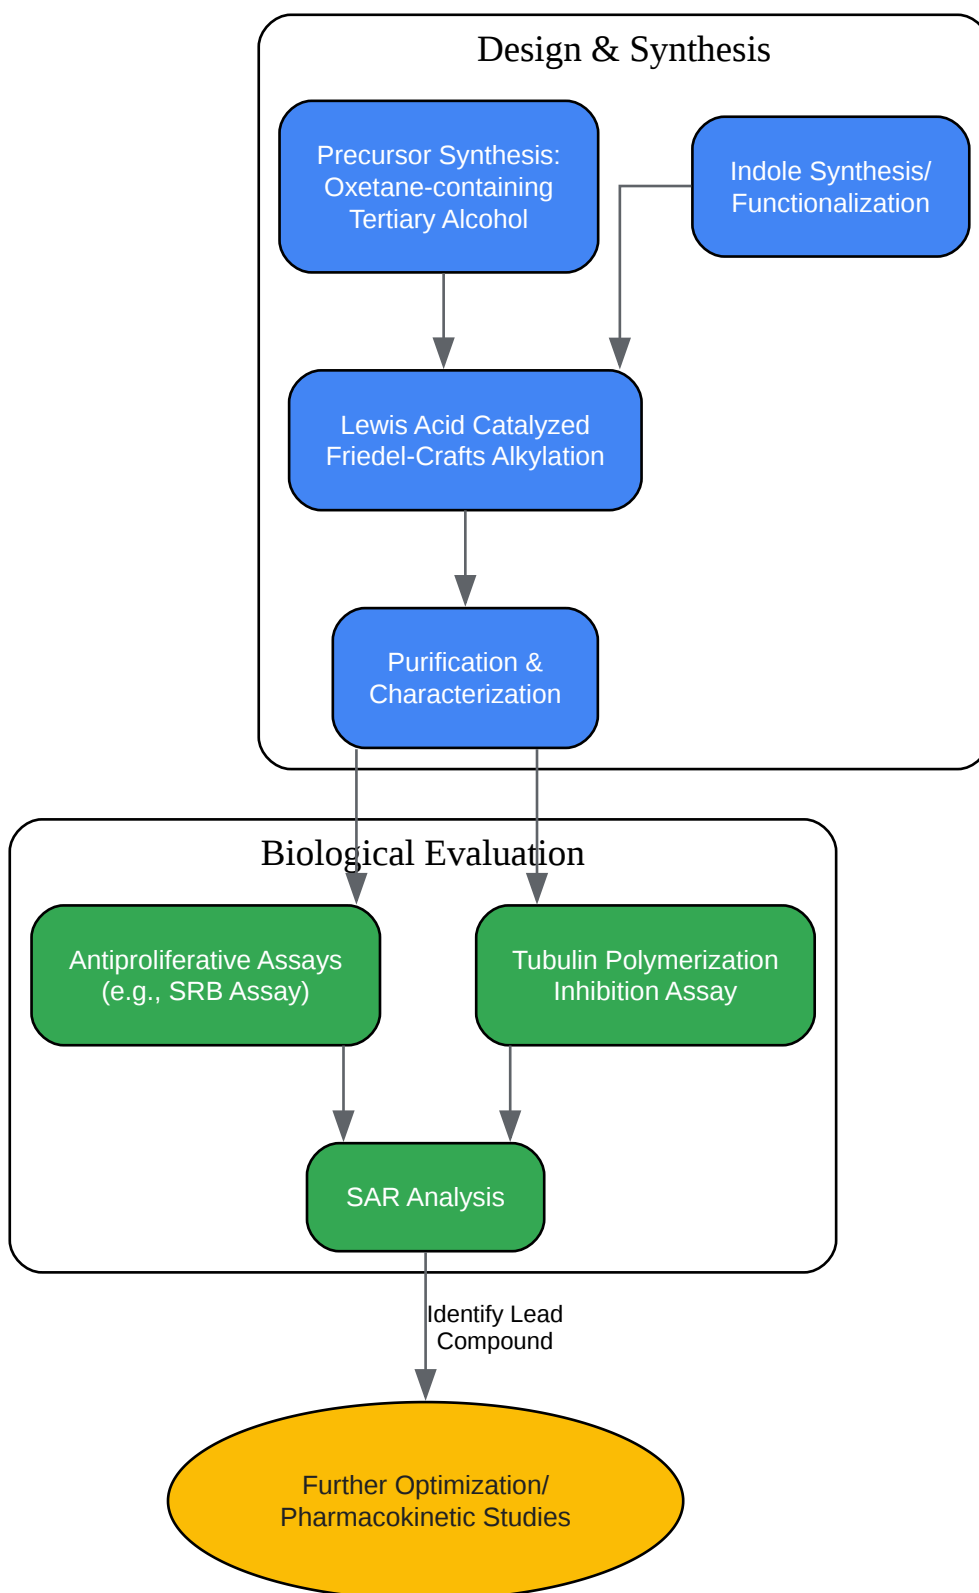 Design & Synthesis
Precursor Synthesis:
Oxetane-containing
Tertiary Alcohol
Indole Synthesis/
Functionalization
Lewis Acid Catalyzed
Friedel-Crafts Alkylation
Purification &
Characterization
Biological Evaluation
Antiproliferative Assays
(e.g., SRB Assay)
Tubulin Polymerization
Inhibition Assay
SAR Analysis
Identify Lead
Compound
Further Optimization/
Pharmacokinetic Studies